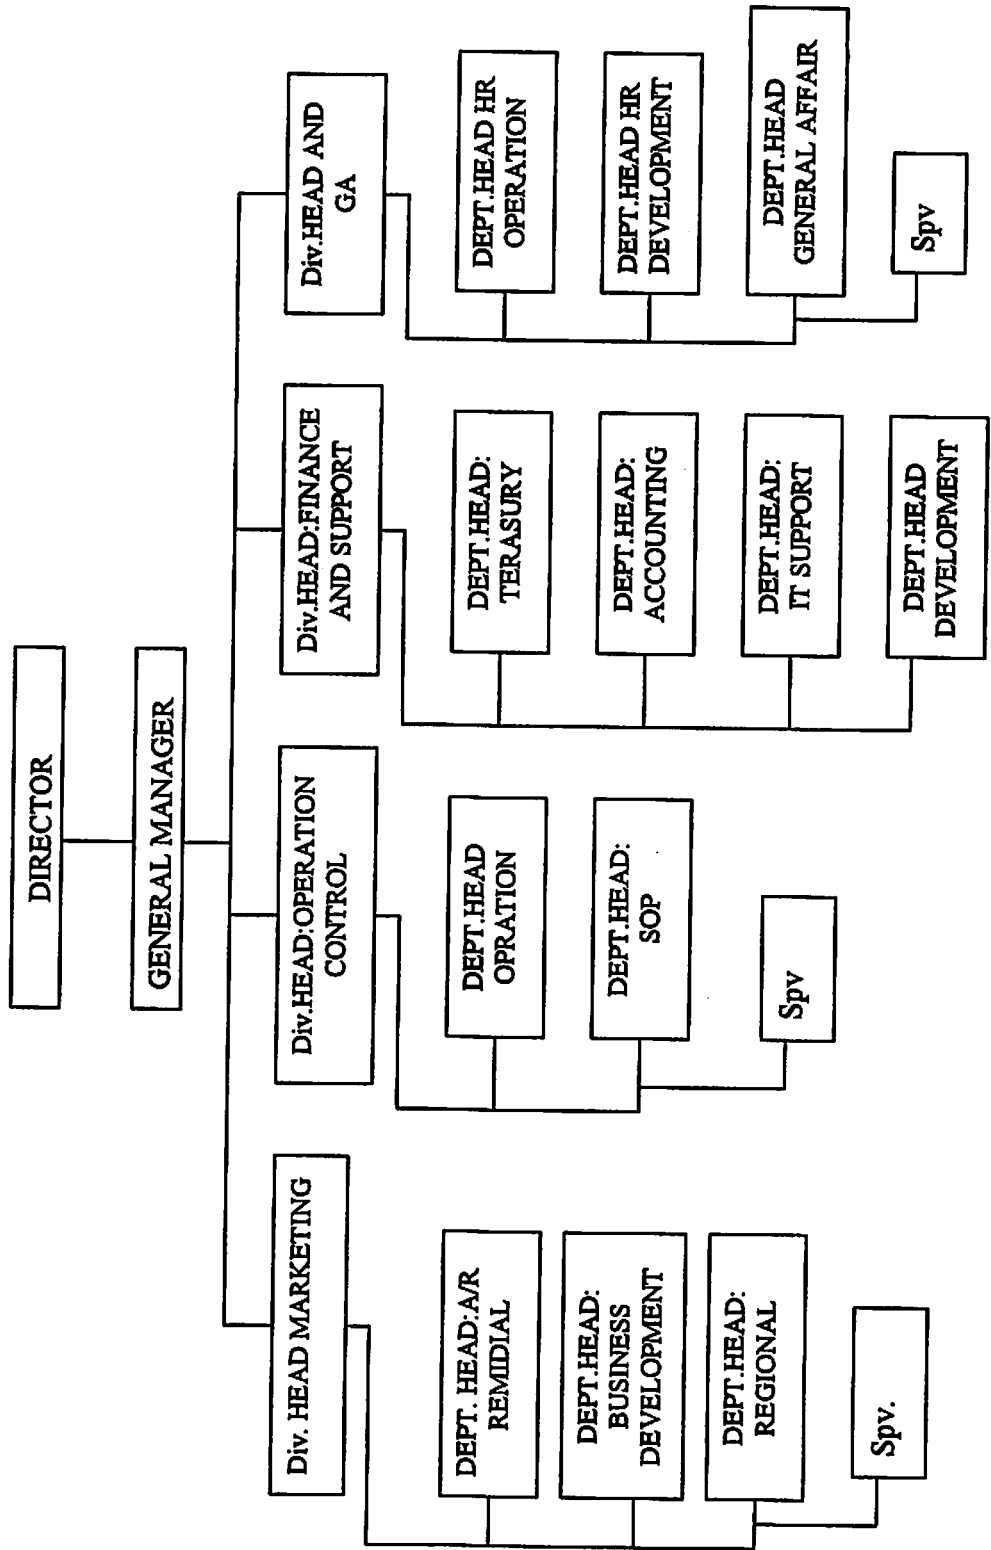 DIRECTOR
GENERAL MANAGER
Div. HEAD MARKETING
DEPT. HEAD:A/R
REMIDIAL
DEPT.HEAD:
BUSINESS
DEVELOPMENT
DEPT.HEAD:
REGIONAL
Spv.
Div.HEAD:OPERATION
CONTROL
DEPT.HEAD
OPRATION
DEPT.HEAD:
SOP
Spv
Div.HEAD:FINANCE
AND SUPPORT
DEPT.HEAD:
TERASURY
DEPT.HEAD:
ACCOUNTING
DEPT.HEAD:
IT SUPPORT
DEPT.HEAD
DEVELOPMENT
Div.HEAD AND
GA
DEPT.HEAD HR
OPERATION
DEPT.HEAD HR
DEVELOPMENT
DEPT.HEAD
GENERAL AFFAIR
Spv